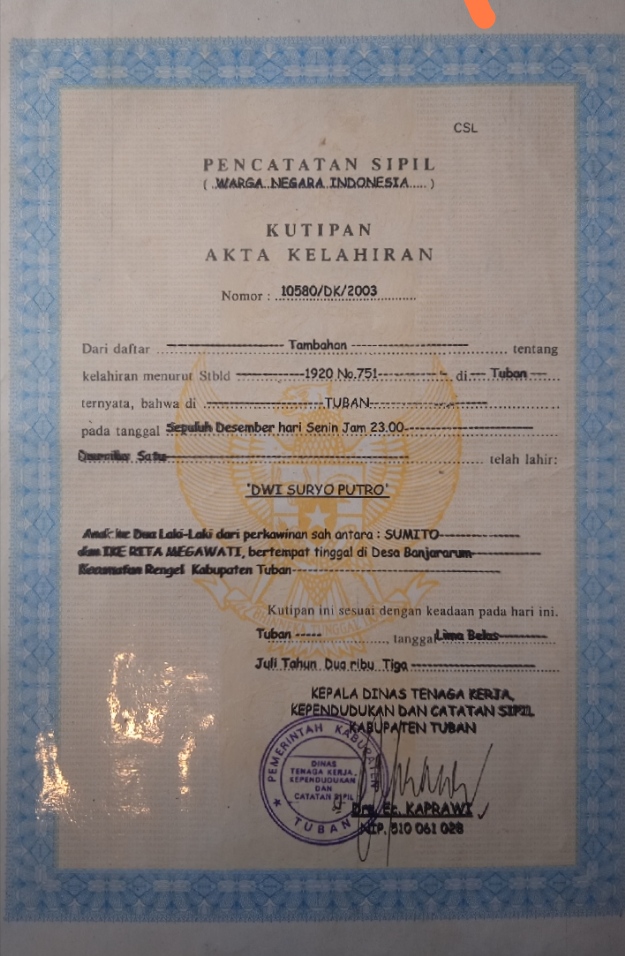 CSL
PENCATATAN SIPIL
( WARGA NEGARA INDONESIA )
KUTIPAN
AKTA KELAHIRAN
Nomor : 10580/DK/2003
Dari daftar Tambahan tentang
kelahiran menurut Stbld 1920 No.751 di Tuban
ternyata, bahwa di TUBAN
pada tanggal Sepuluh Desember hari Senin Jam 23.00
Satu telah lahir:
"DWI SURYO PUTRO"
Dua Laki-Laki dari perkawinan sah antara : SUMITO
dan IKE RITA MEGAWATI, bertempat tinggal di Desa Banjararum
Kecamatan Rengel Kabupaten Tuban
Kutipan ini sesuai dengan keadaan pada hari ini.
Tuban , tanggal Lima Belas
Juli Tahun Dua ribu Tiga
KEPALA DINAS TENAGA KERJA,
KEPENDUDUKAN DAN CATATAN SIPIL
KABUPATEN TUBAN
PEMERINTAH KABUPATEN
DINAS
TENAGA KERJA,
KEPENDUDUKAN
DAN
CATATAN SIPIL
TUBAN
Drs. Ec. KAPRAWI
NIP. 510 061 028